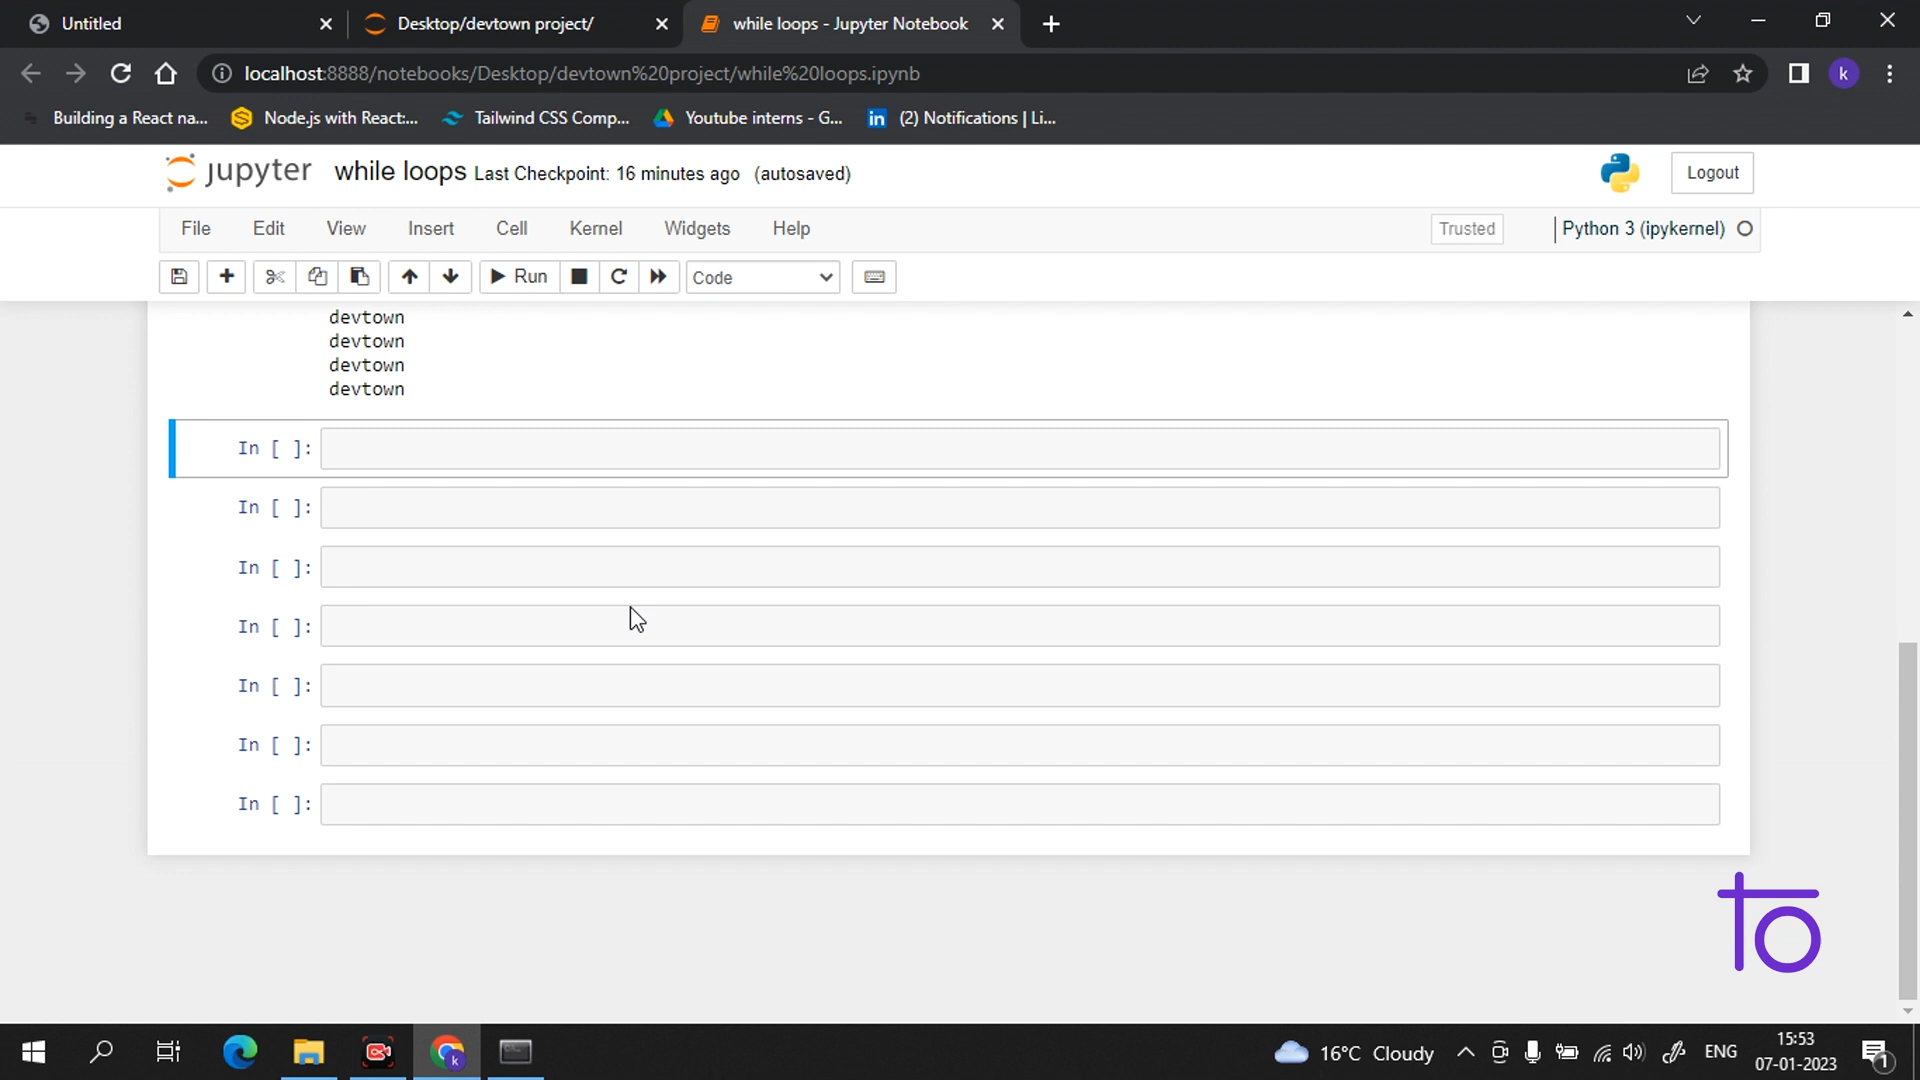 Untitled
Desktop/devtown project/
while loops - Jupyter Notebook
localhost:8888/notebooks/Desktop/devtown%20project/while%20loops.ipynb
k
Building a React na...
Node.js with React:...
Tailwind CSS Comp...
Youtube interns - G...
in
(2) Notifications | Li...
jupyter
while loops Last Checkpoint: 16 minutes ago (autosaved)
Logout
File Edit View Insert Cell Kernel Widgets Help
Trusted
Python 3 (ipykernel)
Run
Code
devtown
devtown
devtown
devtown
In [ ]:
In [ ]:
In [ ]:
In [ ]:
In [ ]:
In [ ]:
In [ ]:
to
k
16°C Cloudy
ENG
15:53
07-01-2023
1